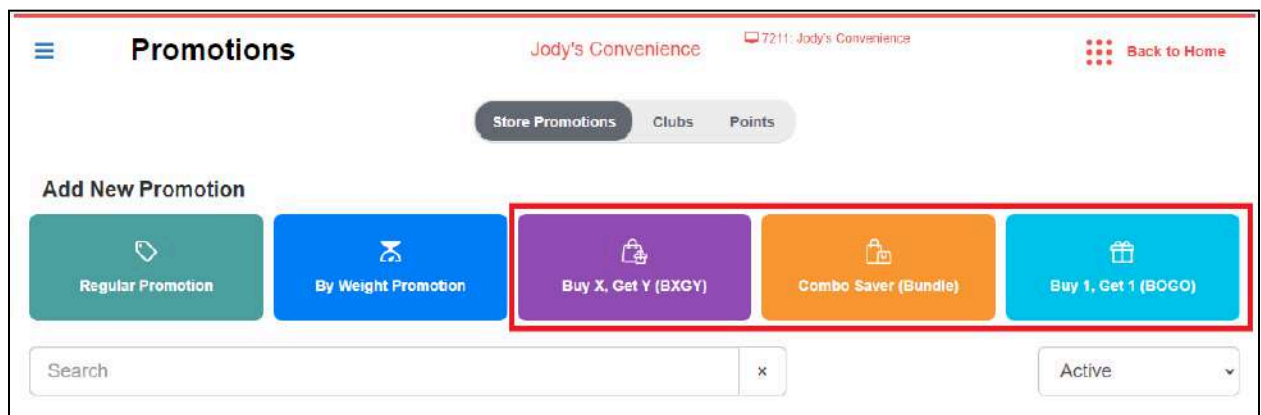 Promotions
Jody's Convenience
7211: Jody's Convenience
Back to Home
Store Promotions Clubs Points
Add New Promotion
Regular Promotion
By Weight Promotion
Buy X, Get Y (BXGY)
Combo Saver (Bundle)
Buy 1, Get 1 (BOGO)
Search ×
Active